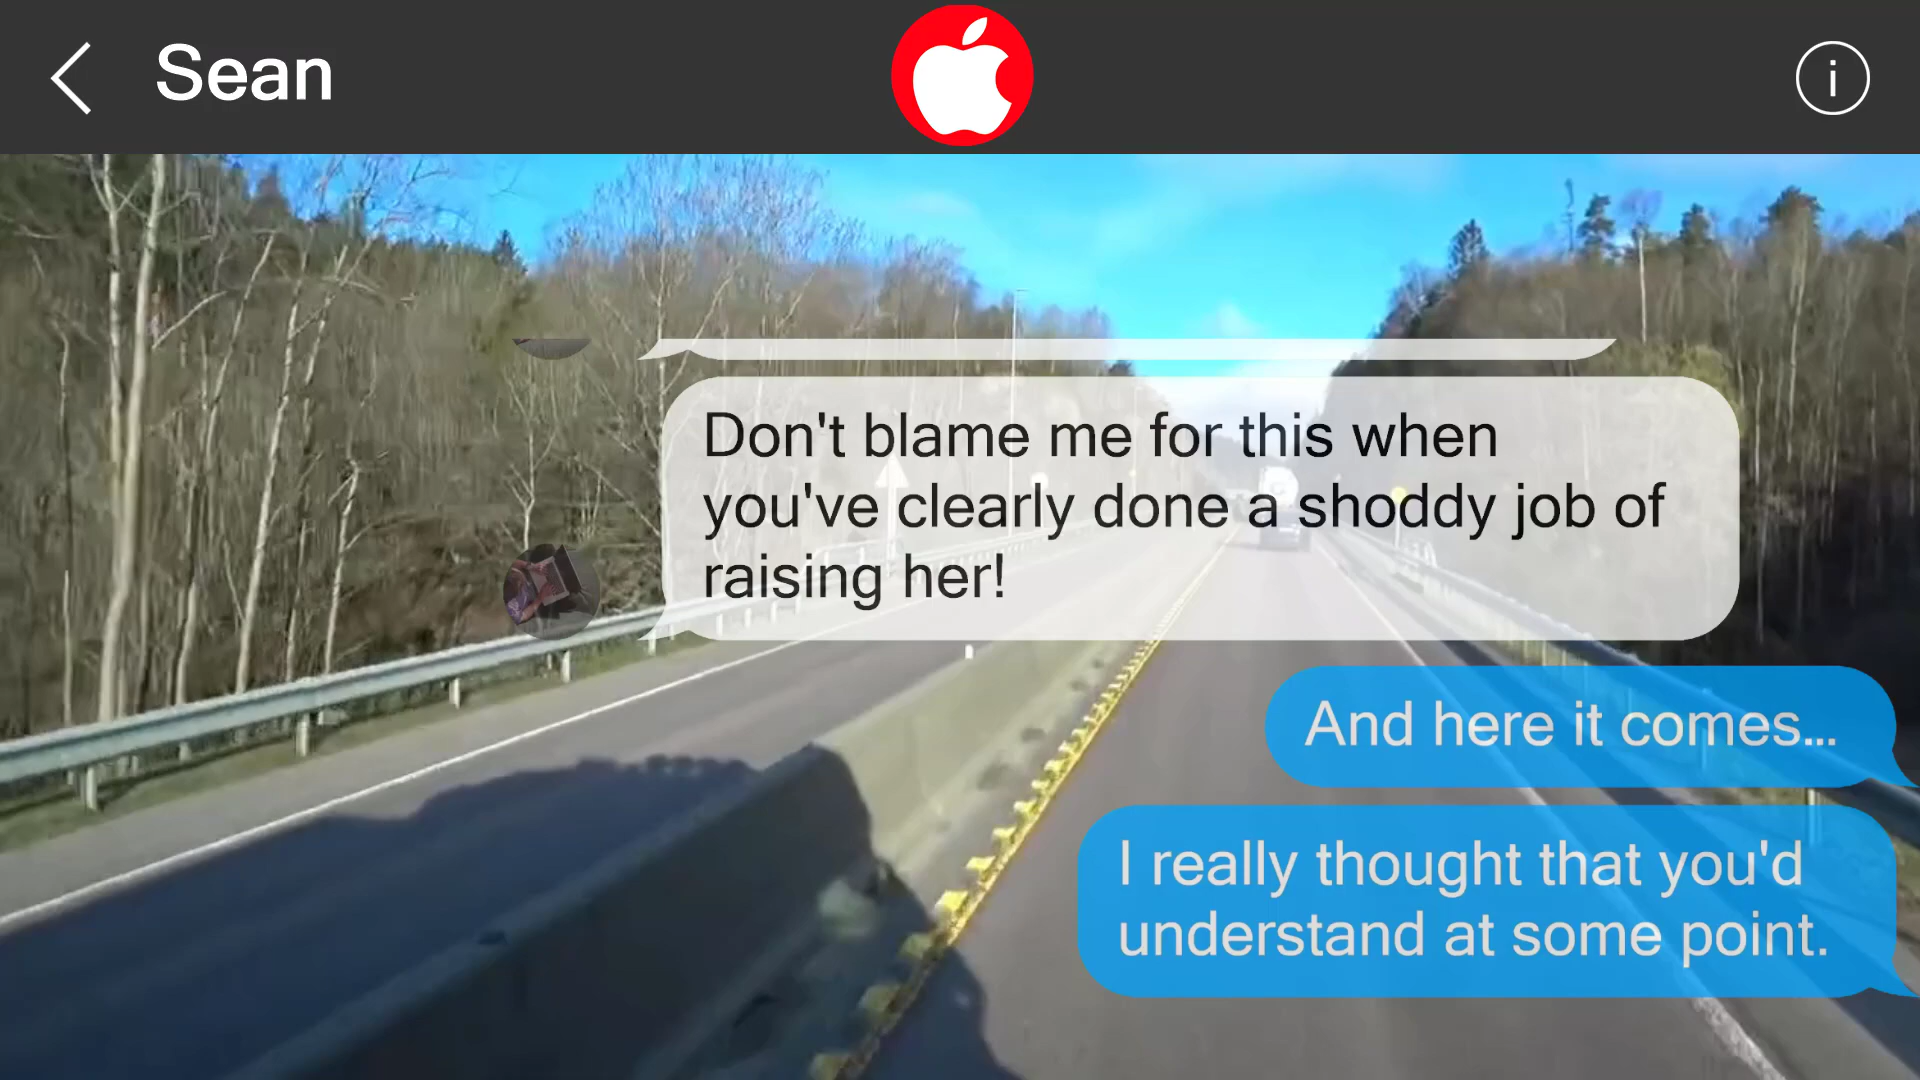 Sean
i
Don't blame me for this when
you've clearly done a shoddy job of
raising her!
And here it comes...
I really thought that you'd
understand at some point.